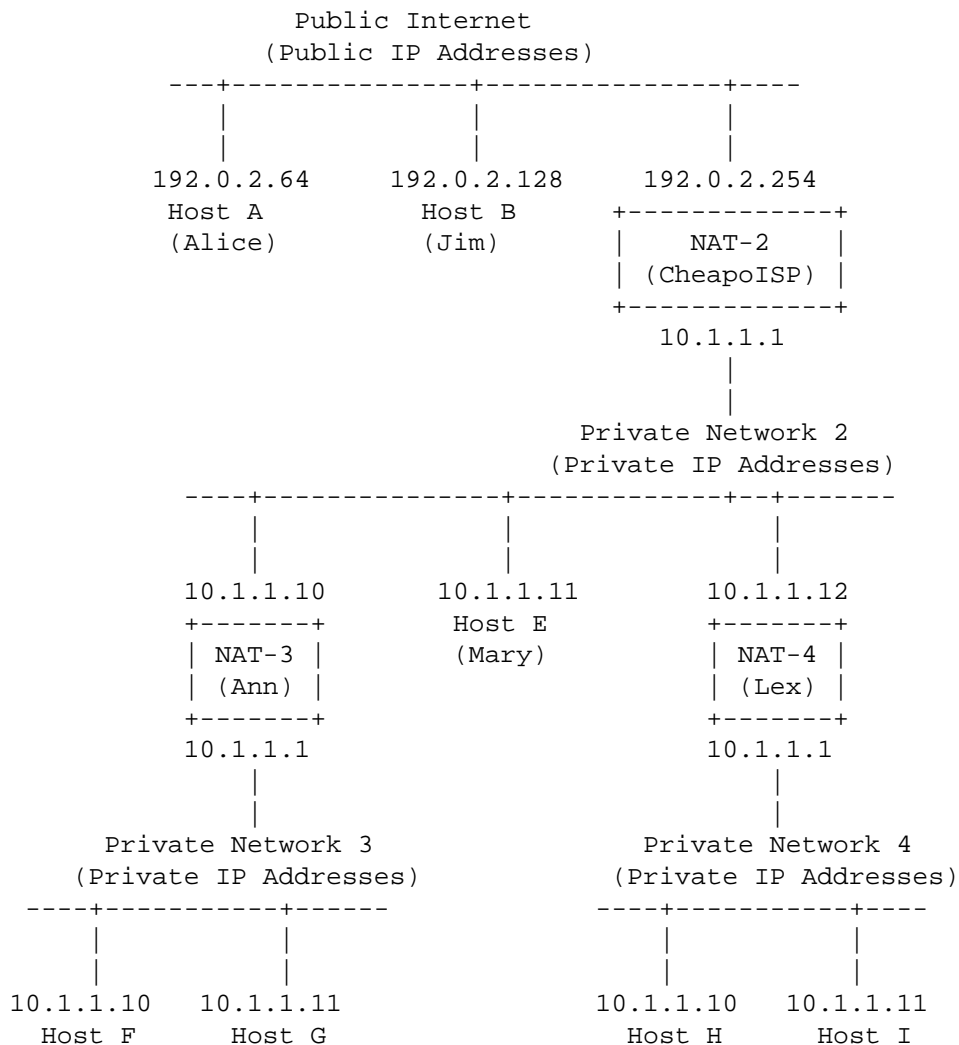 Public Internet
(Public IP Addresses)
---+---------------+---------------+----
| | |
| | |
192.0.2.64 192.0.2.128 192.0.2.254
Host A Host B +-------------+
(Alice) (Jim) | NAT-2 |
| (CheapoISP) |
+-------------+
10.1.1.1
|
|
Private Network 2
(Private IP Addresses)
----+---------------+-------------+--+-------
| | |
| | |
10.1.1.10 10.1.1.11 10.1.1.12
+-------+ Host E +-------+
| NAT-3 | (Mary) | NAT-4 |
| (Ann) | | (Lex) |
+-------+ +-------+
10.1.1.1 10.1.1.1
| |
| |
Private Network 3 Private Network 4
(Private IP Addresses) (Private IP Addresses)
----+-----------+------ ----+-----------+----
| | | |
| | | |
10.1.1.10 10.1.1.11 10.1.1.10 10.1.1.11
Host F Host G Host H Host I